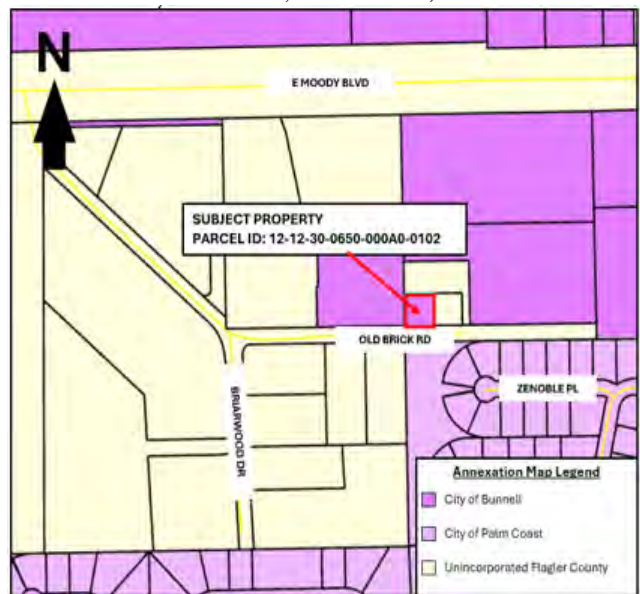 N
E MOODY BLVD
SUBJECT PROPERTY
PARCEL ID: 12-12-30-0650-000A0-0102
OLD BRICK RD
ZENOBLE PL
BRIARWOOD DR
Annexation Map Legend
City of Bunnell
City of Palm Coast
Unincorporated Flagler County